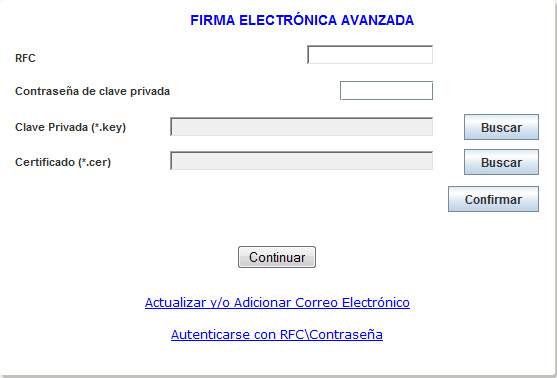 FIRMA ELECTRÓNICA AVANZADA
RFC
Contraseña de clave privada
Clave Privada (*.key) Buscar
Certificado (*.cer) Buscar
Confirmar
Continuar
Actualizar y/o Adicionar Correo Electrónico
Autenticarse con RFC\Contraseña